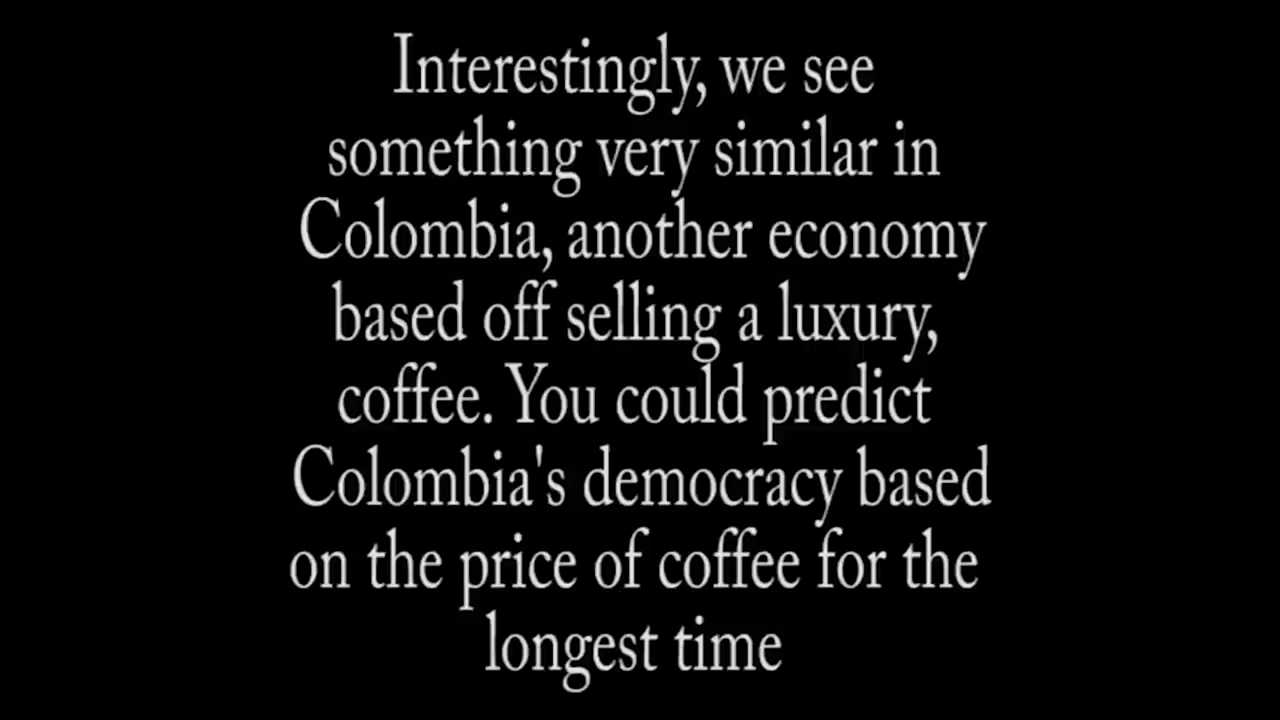 Interestingly, we see
something very similar in
Colombia, another economy
based off selling a luxury,
coffee. You could predict
Colombia's democracy based
on the price of coffee for the
longest time